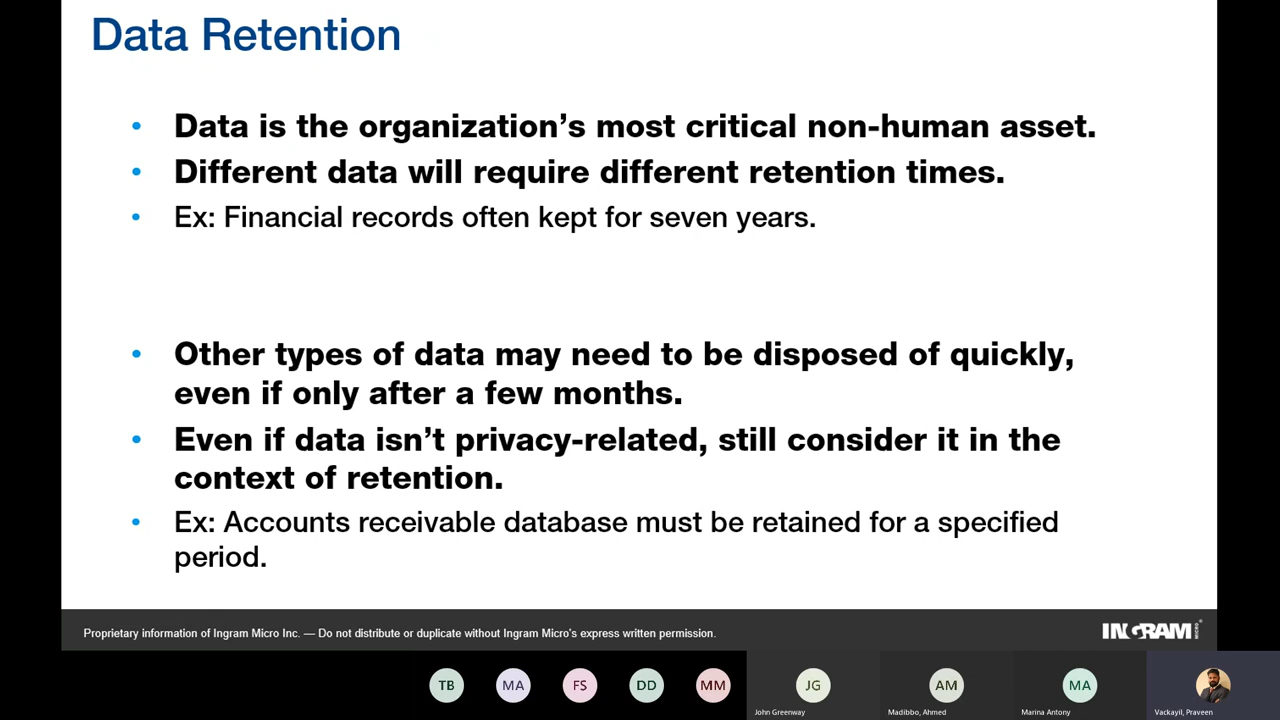 Data Retention
• Data is the organization’s most critical non-human asset.
• Different data will require different retention times.
• Ex: Financial records often kept for seven years.
• Other types of data may need to be disposed of quickly,
even if only after a few months.
• Even if data isn’t privacy-related, still consider it in the
context of retention.
• Ex: Accounts receivable database must be retained for a specified
period.
Proprietary information of Ingram Micro Inc. — Do not distribute or duplicate without Ingram Micro's express written permission.
INGRAM MICRO
TB
MA
FS
DD
MM
JG
AM
MA
John Greenway
Madibbo, Ahmed
Marina Antony
Vackayil, Praveen